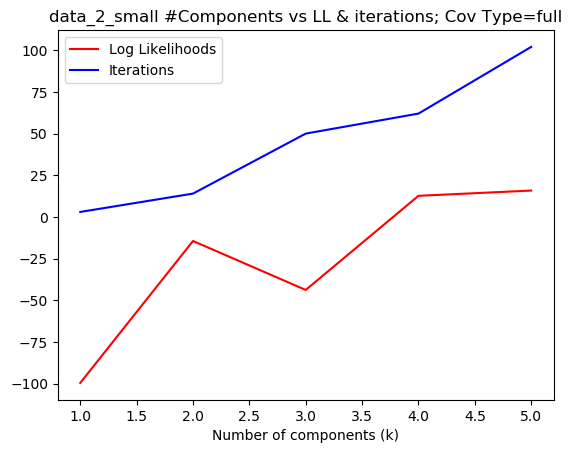 data_2_small #Components vs LL & iterations; Cov Type=full
Log Likelihoods
Iterations
100
75
50
25
0
−25
−50
−75
−100
1.0 1.5 2.0 2.5 3.0 3.5 4.0 4.5 5.0
Number of components (k)